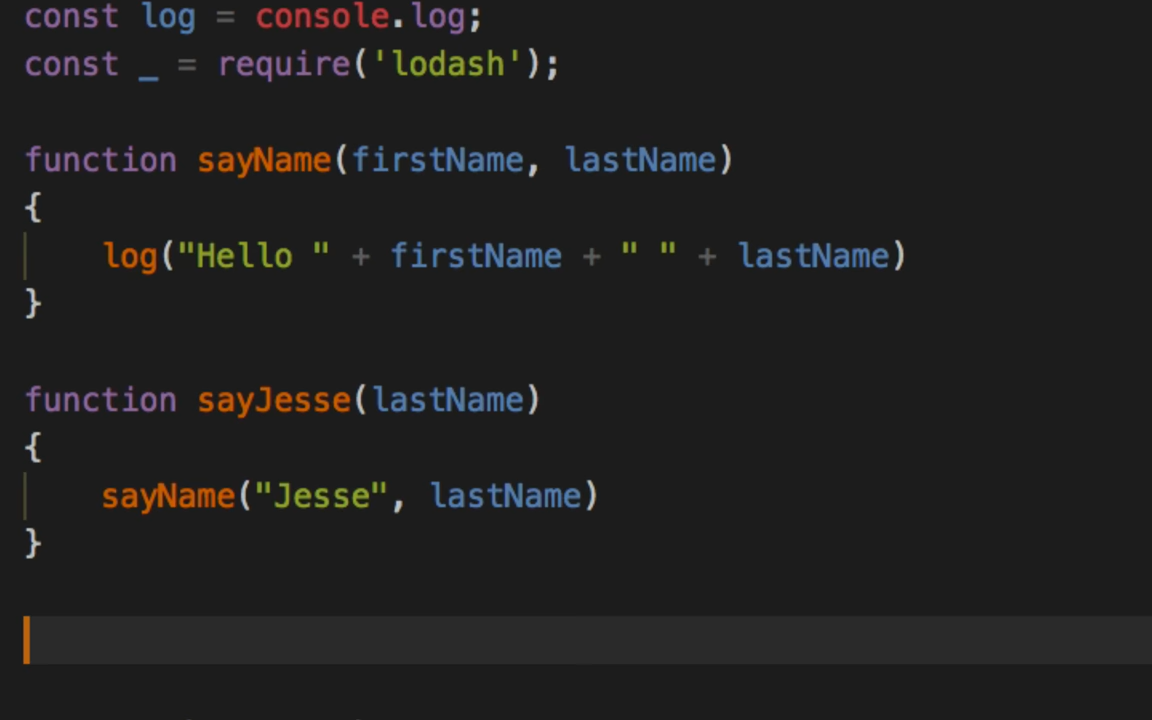 const log = console.log;
const _ = require('lodash');
function sayName(firstName, lastName)
{
log("Hello " + firstName + " " + lastName)
}
function sayJesse(lastName)
{
sayName("Jesse", lastName)
}